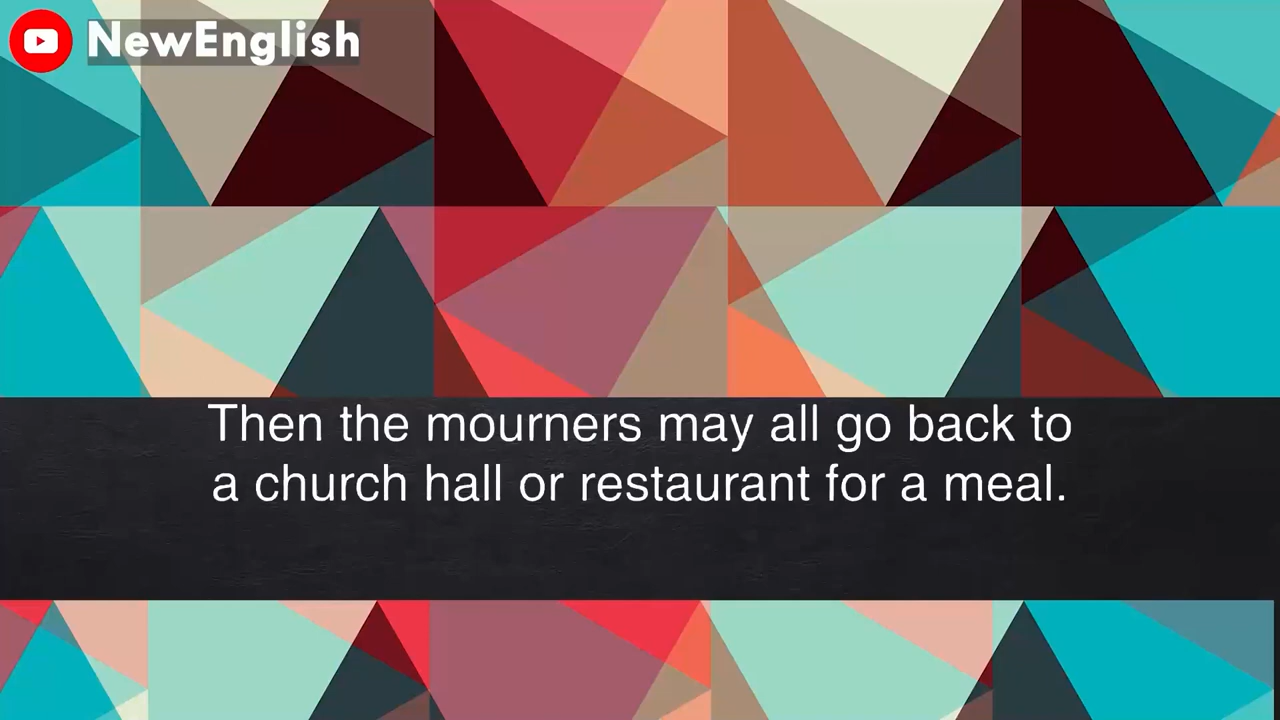 NewEnglish
Then the mourners may all go back to
a church hall or restaurant for a meal.